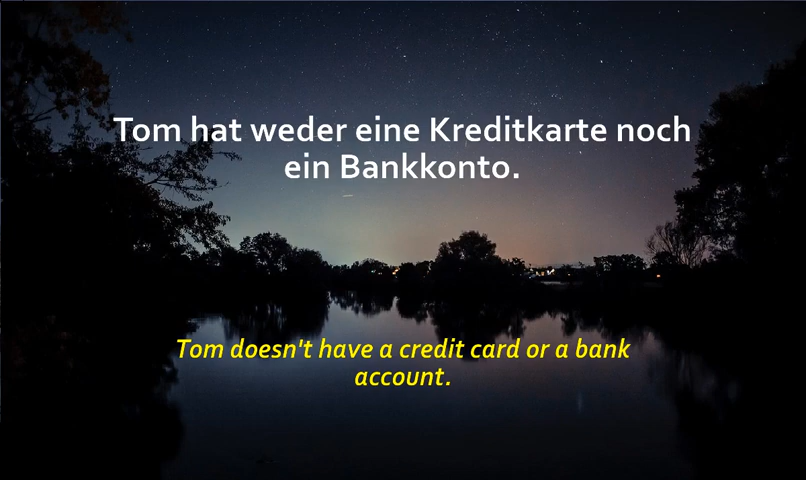 Tom hat weder eine Kreditkarte noch
ein Bankkonto.
Tom doesn't have a credit card or a bank
account.